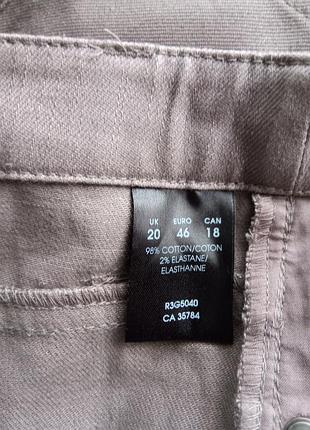 UK EURO CAN
20 46 18
98% COTTON/COTON
2% ELASTANE/
ELASTHANNE
R3G5040
CA 35784